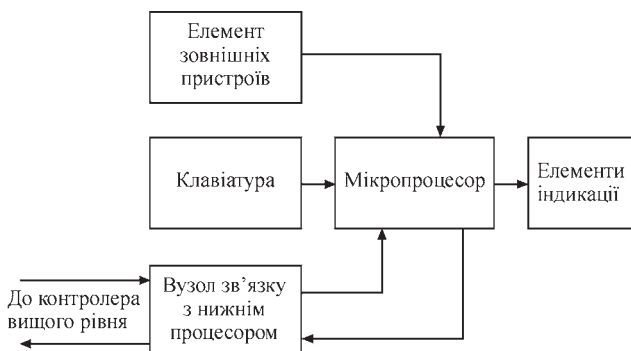 Елемент
зовнішніх
пристроїв
Клавіатура
Мікропроцесор
Елементи
індикації
До контролера
вищого рівня
Вузол зв’язку
з нижнім
процесором